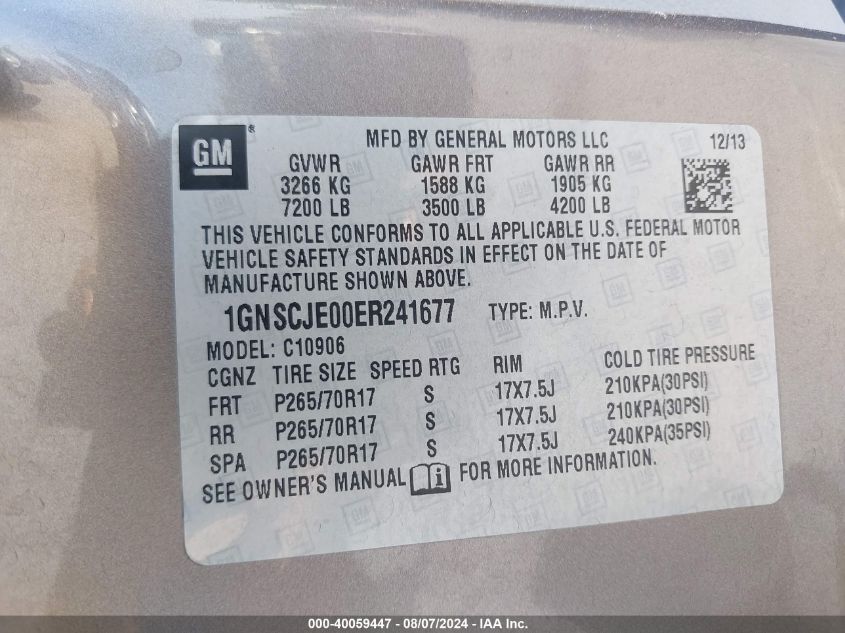 GM®
MFD BY GENERAL MOTORS LLC 12/13
GVWR GAWR FRT GAWR RR
3266 KG 1588 KG 1905 KG
7200 LB 3500 LB 4200 LB
THIS VEHICLE CONFORMS TO ALL APPLICABLE U.S. FEDERAL MOTOR
VEHICLE SAFETY STANDARDS IN EFFECT ON THE DATE OF
MANUFACTURE SHOWN ABOVE.
1GNSCJE00ER241677 TYPE: M.P.V.
MODEL: C10906
CGNZ TIRE SIZE SPEED RTG RIM COLD TIRE PRESSURE
FRT P265/70R17 S 17X7.5J 210KPA(30PSI)
RR P265/70R17 S 17X7.5J 210KPA(30PSI)
SPA P265/70R17 S 17X7.5J 240KPA(35PSI)
SEE OWNER'S MANUAL i FOR MORE INFORMATION.
000-40059447 - 08/07/2024 - IAA Inc.